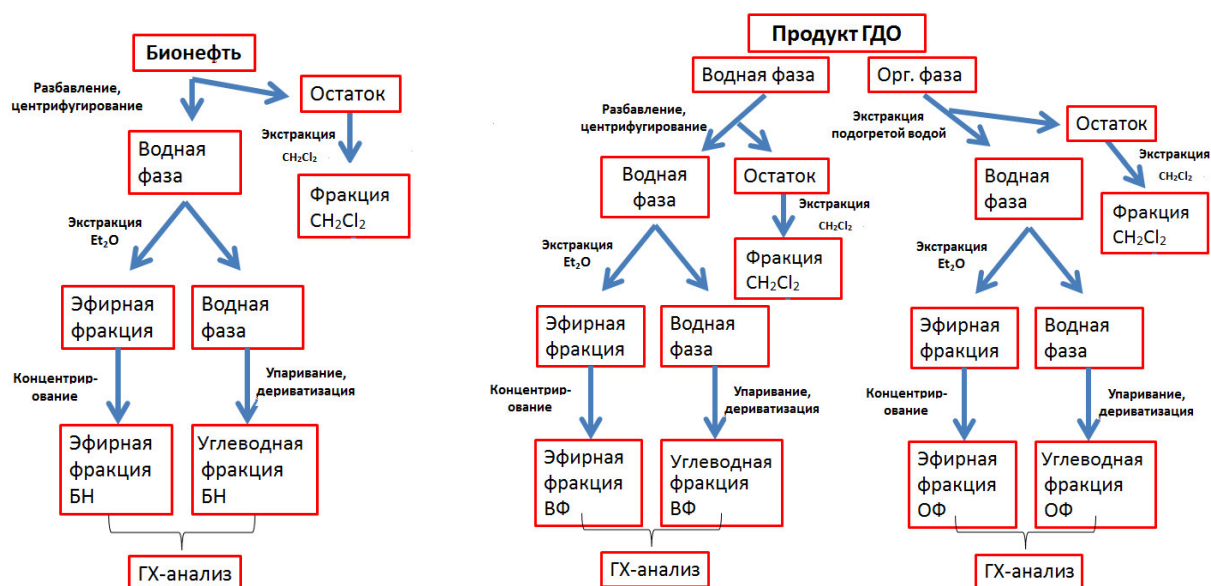 Бионефть
Разбавление,
центрифугирование
Остаток
Экстракция
CH₂Cl₂
Водная
фаза
Фракция
CH₂Cl₂
Экстракция
Et₂O
Эфирная
фракция
Водная
фаза
Концентрир-
ование
Упаривание,
дериватизация
Эфирная
фракция
БН
Углеводная
фракция
БН
ГХ-анализ
Продукт ГДО
Водная фаза
Орг. фаза
Разбавление,
центрифугирование
Экстракция
подогретой водой
Остаток
Экстракция
CH₂Cl₂
Водная
фаза
Остаток
Экстракция
CH₂Cl₂
Водная
фаза
Фракция
CH₂Cl₂
Экстракция
Et₂O
Фракция
CH₂Cl₂
Экстракция
Et₂O
Эфирная
фракция
Водная
фаза
Эфирная
фракция
Водная
фаза
Концентрир-
ование
Упаривание,
дериватизация
Концентрир-
ование
Упаривание,
дериватизация
Эфирная
фракция
ВФ
Углеводная
фракция
ВФ
Эфирная
фракция
ОФ
Углеводная
фракция
ОФ
ГХ-анализ
ГХ-анализ